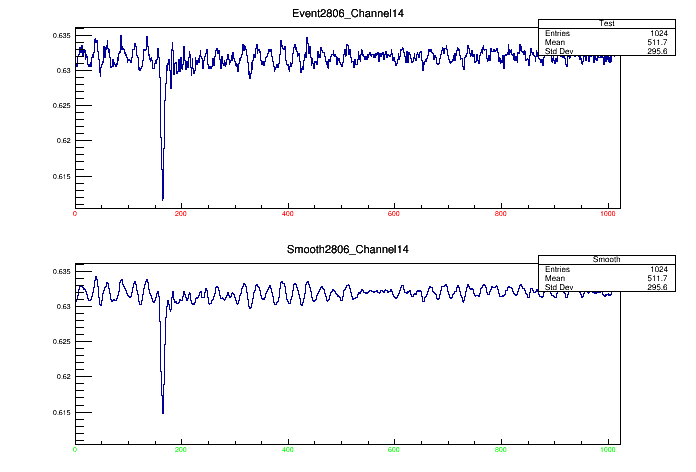 Event2806_Channel14
Test
Entries 1024
Mean 511.7
Std Dev 295.6
0.635
0.63
0.625
0.62
0.615
0 200 400 600 800 1000
Smooth2806_Channel14
Smooth
Entries 1024
Mean 511.7
Std Dev 295.6
0.635
0.63
0.625
0.62
0.615
0 200 400 600 800 1000